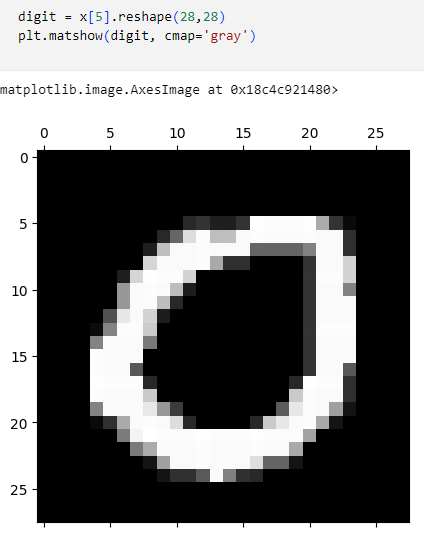 digit = x[5].reshape(28,28)
plt.matshow(digit, cmap='gray')
matplotlib.image.AxesImage at 0x18c4c921480>
0 5 10 15 20 25
0
5
10
15
20
25